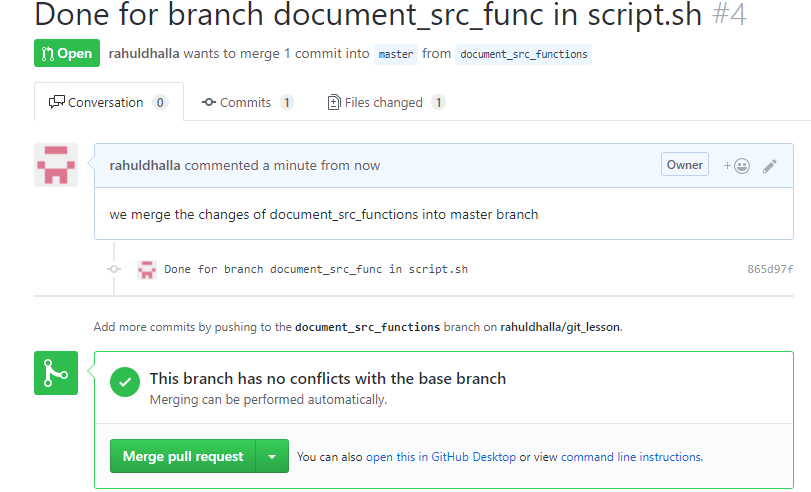 Done for branch document_src_func in script.sh #4
Open rahuldhalla wants to merge 1 commit into master from document_src_functions
Conversation 0 Commits 1 Files changed 1
rahuldhalla commented a minute from now Owner +
we merge the changes of document_src_functions into master branch
Done for branch document_src_func in script.sh 865d97f
Add more commits by pushing to the document_src_functions branch on rahuldhalla/git_lesson.
This branch has no conflicts with the base branch
Merging can be performed automatically.
Merge pull request You can also open this in GitHub Desktop or view command line instructions.